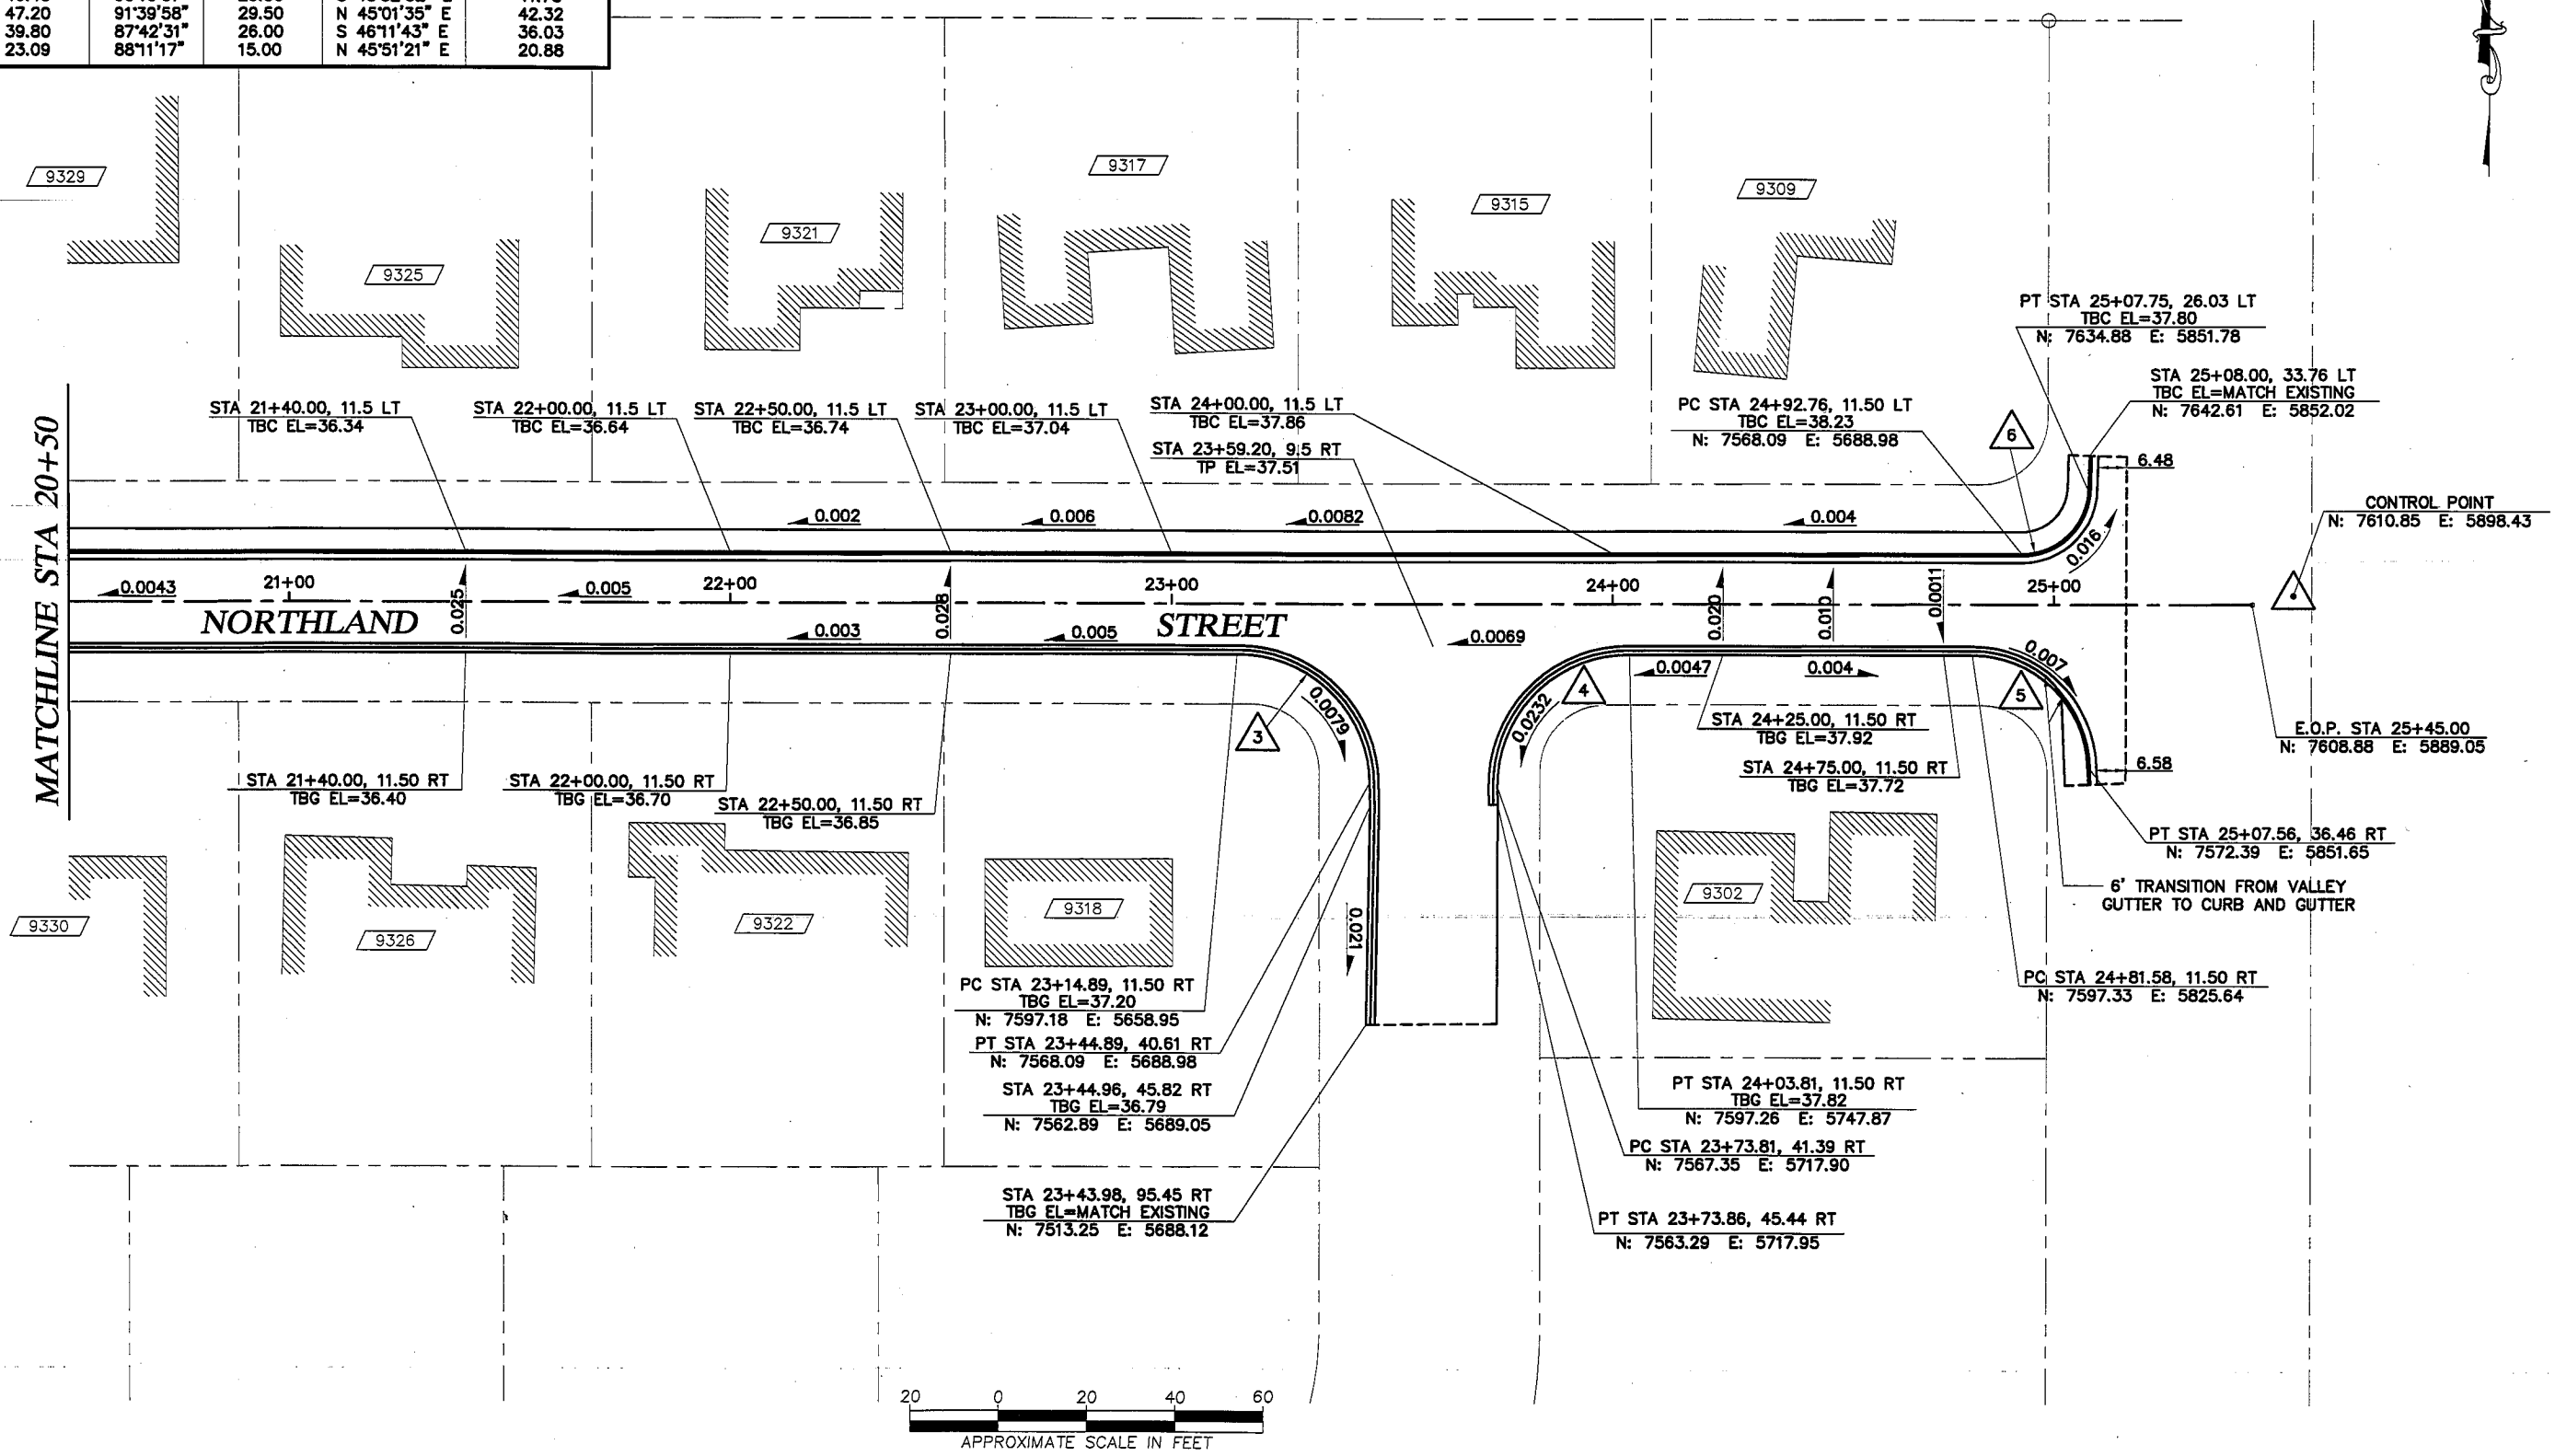 47.20 91°39'58" 29.50 N 45°01'35" E 42.32
39.80 87°42'31" 26.00 S 46°11'43" E 36.03
23.09 88°11'17" 15.00 N 45°51'21" E 20.88
9329
9325
9321
9317
9315
9309
PT STA 25+07.75, 26.03 LT
TBC EL=37.80
N: 7634.88 E: 5851.78
STA 25+08.00, 33.76 LT
TBC EL=MATCH EXISTING
N: 7642.61 E: 5852.02
STA 21+40.00, 11.5 LT
TBC EL=36.34
STA 22+00.00, 11.5 LT
TBC EL=36.64
STA 22+50.00, 11.5 LT
TBC EL=36.74
STA 23+00.00, 11.5 LT
TBC EL=37.04
STA 24+00.00, 11.5 LT
TBC EL=37.86
STA 23+59.20, 9.5 RT
TP EL=37.51
PC STA 24+92.76, 11.50 LT
TBC EL=38.23
N: 7568.09 E: 5688.98
6
6.48
CONTROL POINT
N: 7610.85 E: 5898.43
MATCHLINE STA 20+50
0.002
0.006
0.0082
0.004
0.016
0.0043
21+00
0.025
0.005
22+00
0.028
23+00
24+00
0.020
0.010
0.0011
25+00
NORTHLAND
STREET
0.003
0.005
0.0069
0.0047
0.004
0.007
3
0.0079
0.0232
4
5
STA 24+25.00, 11.50 RT
TBG EL=37.92
STA 24+75.00, 11.50 RT
TBG EL=37.72
E.O.P. STA 25+45.00
N: 7608.88 E: 5889.05
6.58
STA 21+40.00, 11.50 RT
TBG EL=36.40
STA 22+00.00, 11.50 RT
TBG EL=36.70
STA 22+50.00, 11.50 RT
TBG EL=36.85
PT STA 25+07.56, 36.46 RT
N: 7572.39 E: 5851.65
6' TRANSITION FROM VALLEY
GUTTER TO CURB AND GUTTER
9330
9326
9322
9318
9302
0.021
PC STA 23+14.89, 11.50 RT
TBG EL=37.20
N: 7597.18 E: 5658.95
PT STA 23+44.89, 40.61 RT
N: 7568.09 E: 5688.98
STA 23+44.96, 45.82 RT
TBG EL=36.79
N: 7562.89 E: 5689.05
STA 23+43.98, 95.45 RT
TBG EL=MATCH EXISTING
N: 7513.25 E: 5688.12
PC STA 24+81.58, 11.50 RT
N: 7597.33 E: 5825.64
PT STA 24+03.81, 11.50 RT
TBG EL=37.82
N: 7597.26 E: 5747.87
PC STA 23+73.81, 41.39 RT
N: 7567.35 E: 5717.90
PT STA 23+73.86, 45.44 RT
N: 7563.29 E: 5717.95
20 0 20 40 60
APPROXIMATE SCALE IN FEET